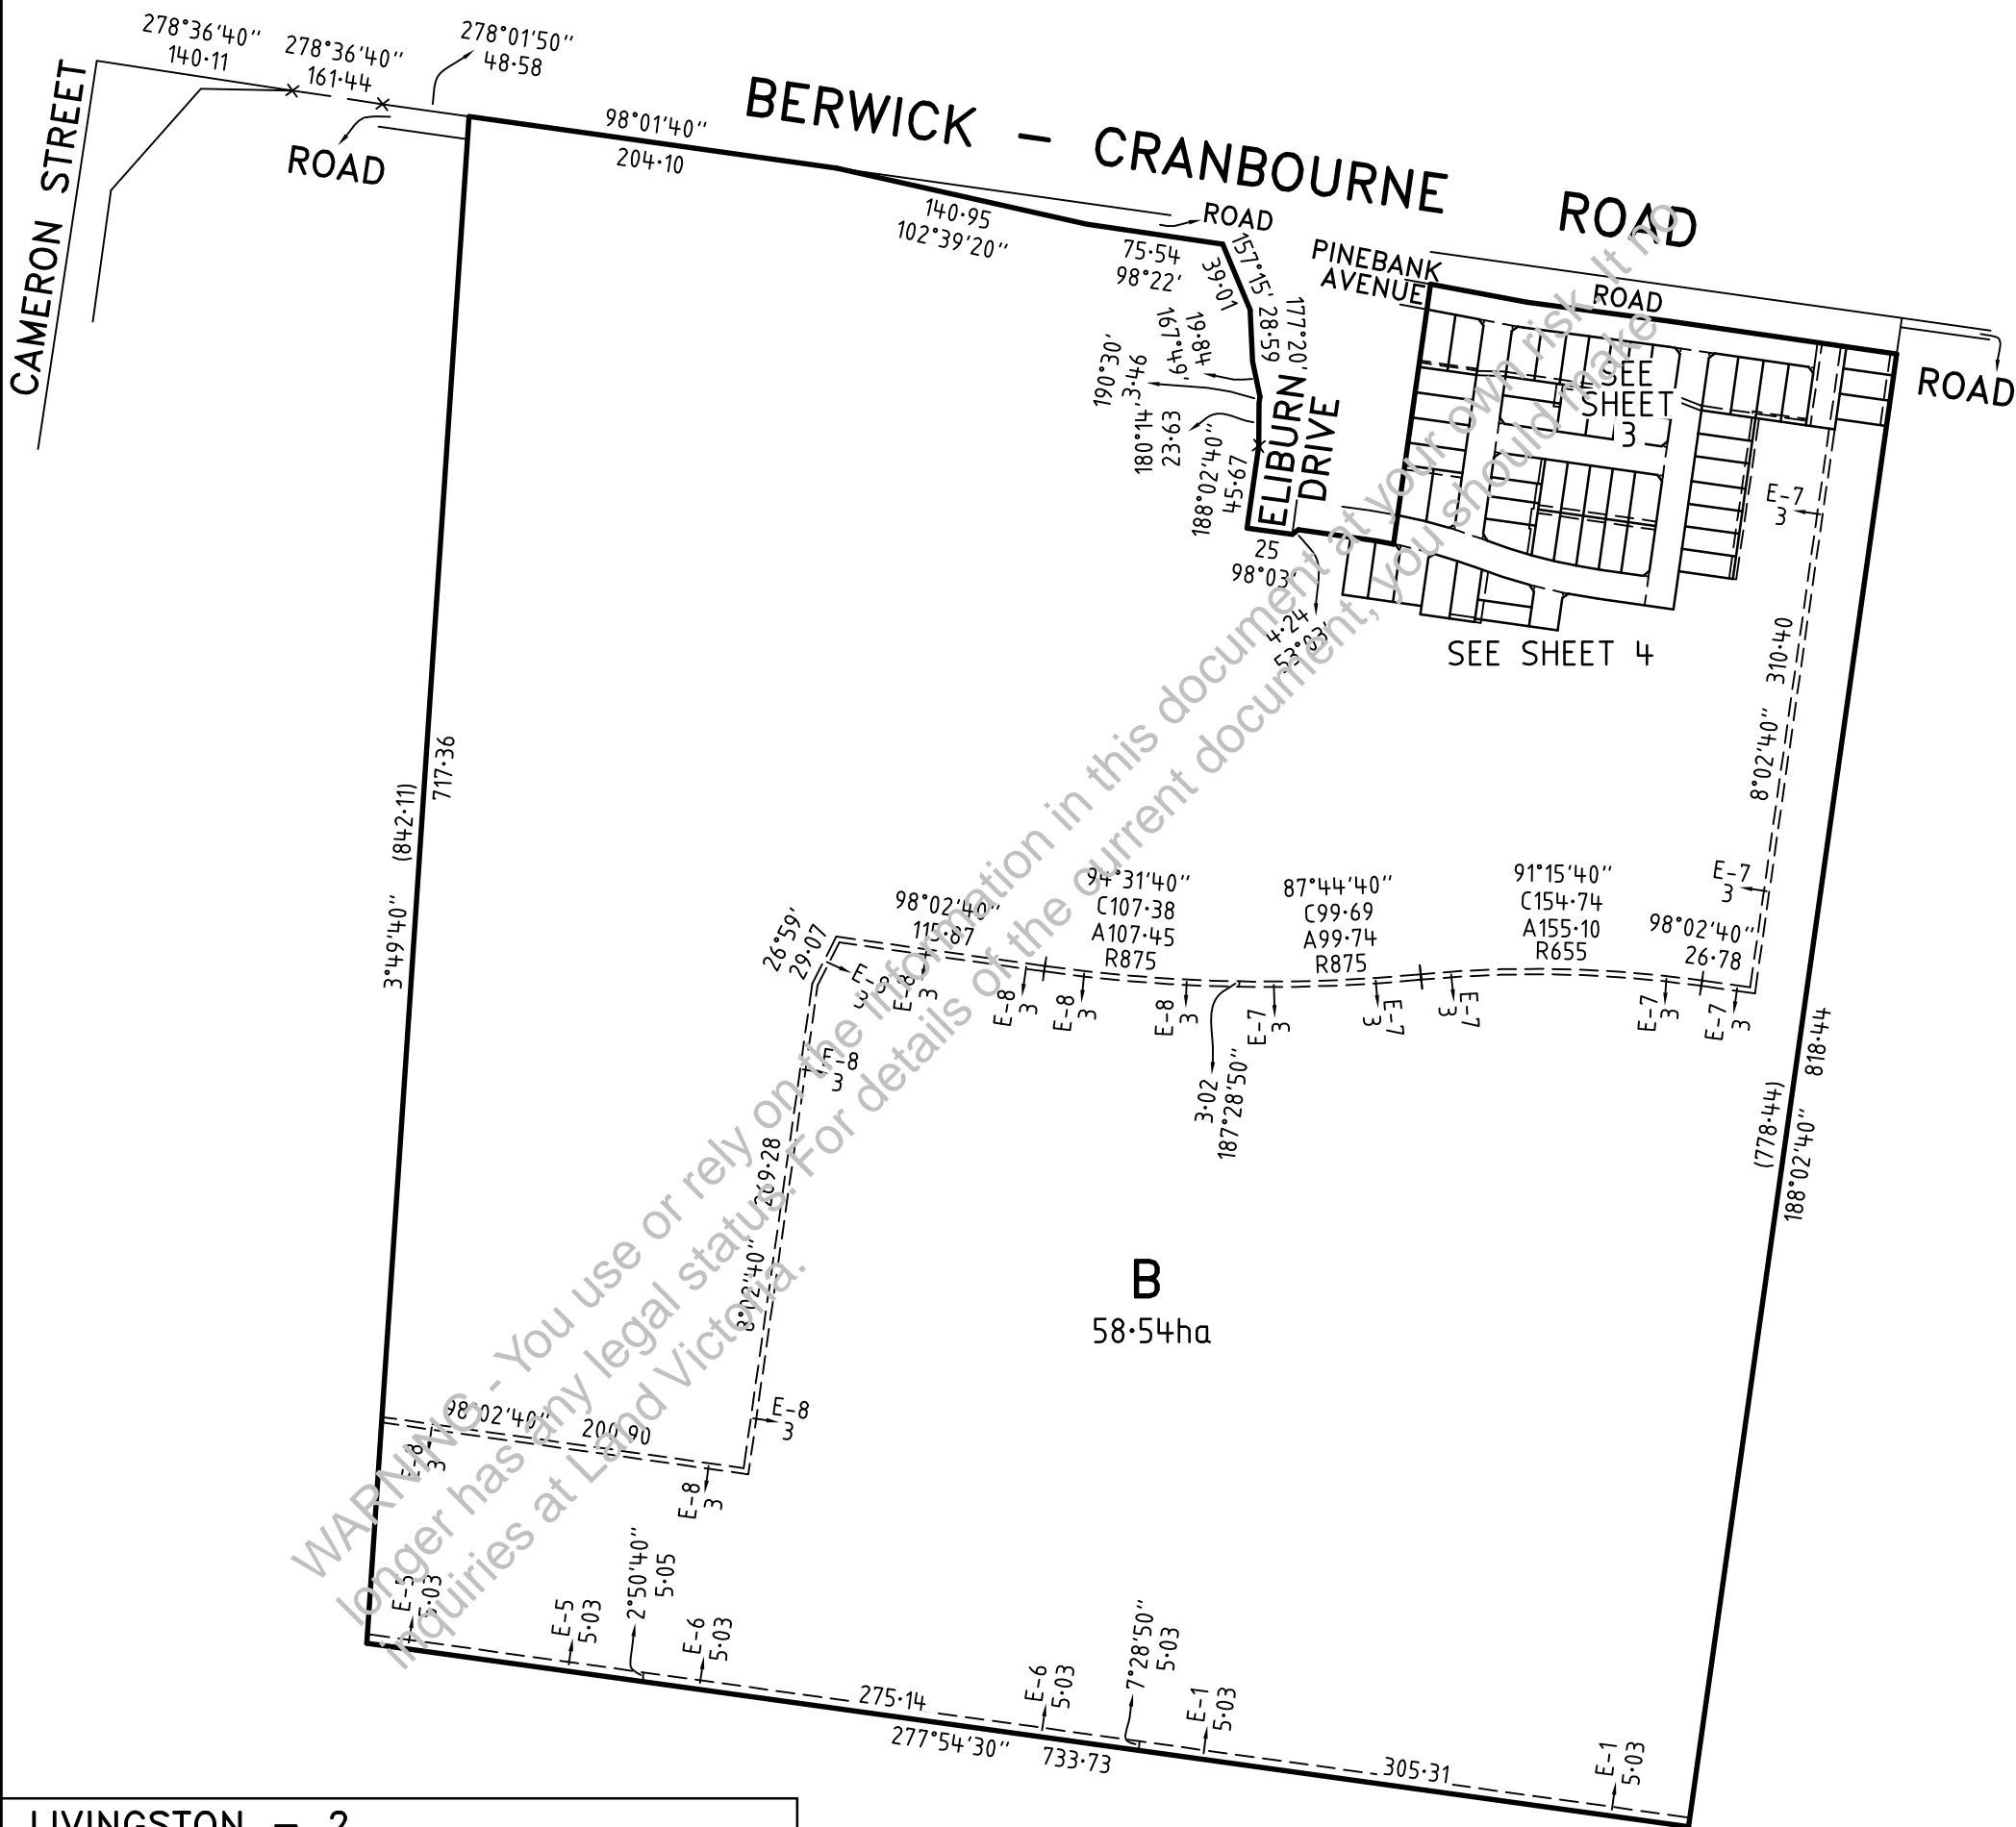 278°36'40"
140·11
278°36'40"
161·44
278°01'50"
48·58
CAMERON STREET
ROAD
BERWICK – CRANBOURNE ROAD
98°01'40"
204·10
140·95
102°39'20"
75·54
98°22'
ROAD
157°15'
39·01
177°20'
28·59
167°49'
19·84
190°30'
3·46
180°14'
23·63
188°02'40"
45·67
ELIBURN
DRIVE
25
98°03'
4·24
53°03'
PINEBANK
AVENUE
ROAD
ROAD
SEE
SHEET
3
SEE SHEET 4
E-7
3
310·40
8°02'40"
E-7
3
3°49'40" (842·11)
717·36
26°59'
29·07
98°02'40"
115·87
94°31'40"
C107·38
A107·45
R875
87°44'40"
C99·69
A99·74
R875
91°15'40"
C154·74
A155·10
R655
98°02'40"
26·78
E-8
3
E-8
3
E-8
3
E-8
3
E-8
3
E-7
3
E-7
3
E-7
3
E-7
3
E-7
3
3·02
187°28'50"
E-8
3
8°02'40"
818·44
(778·44)
188°02'40"
B
58·54ha
98°02'40" 200·90
E-8
3
E-8
3
E-8
3
E-5
5·03
E-5
5·03
2°50'40"
5·05
E-6
5·03
275·14
E-6
5·03
7°28'50"
5·03
E-1
5·03
305·31
E-1
5·03
277°54'30" 733·73
LIVINGSTON – 2
WARNING - You use or rely on the information in this document at your own risk. It no
longer has any legal status. For details of the current document, you should make
inquiries at Land Victoria.